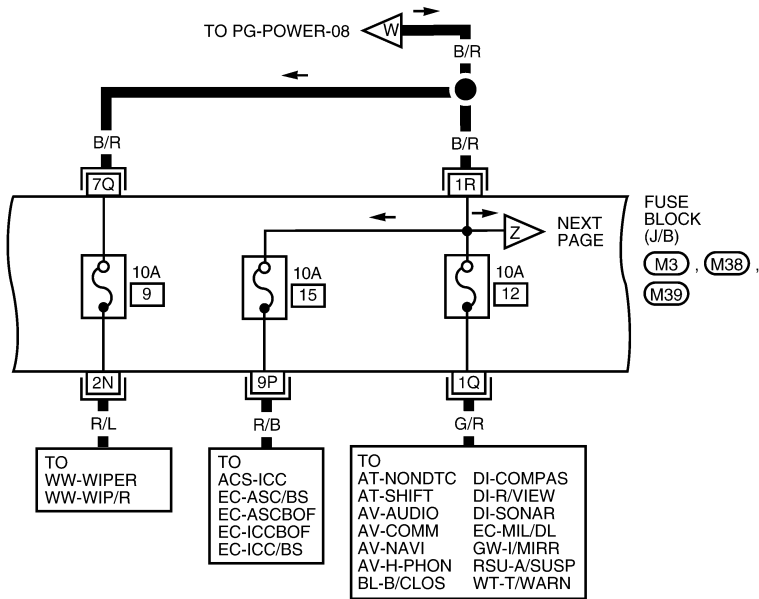 TO PG-POWER-08
W
B/R
B/R
B/R
7Q
1R
FUSE
BLOCK
(J/B)
M3 , M38 ,
M39
Z
NEXT
PAGE
10A
9
10A
15
10A
12
2N
9P
1Q
R/L
R/B
G/R
TO
WW-WIPER
WW-WIP/R
TO
ACS-ICC
EC-ASC/BS
EC-ASCBOF
EC-ICCBOF
EC-ICC/BS
TO
AT-NONDTC DI-COMPAS
AT-SHIFT DI-R/VIEW
AV-AUDIO DI-SONAR
AV-COMM EC-MIL/DL
AV-NAVI GW-I/MIRR
AV-H-PHON RSU-A/SUSP
BL-B/CLOS WT-T/WARN